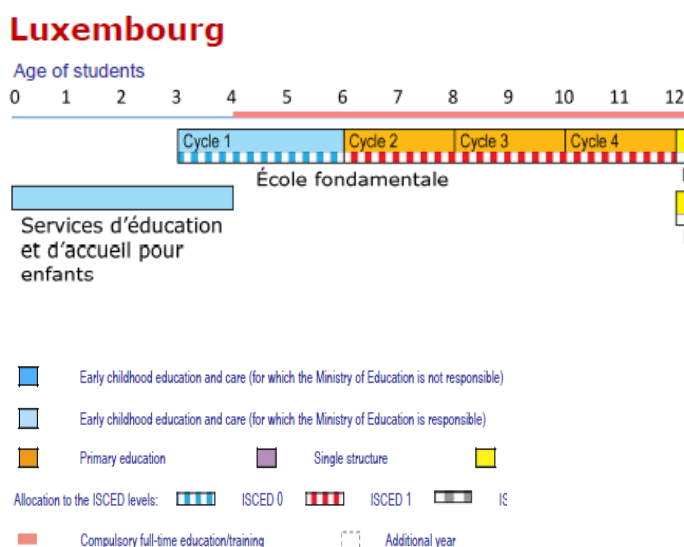 Luxembourg
Age of students
0 1 2 3 4 5 6 7 8 9 10 11 12
Cycle 1 Cycle 2 Cycle 3 Cycle 4
École fondamentale
Services d'éducation
et d'accueil pour
enfants
Early childhood education and care (for which the Ministry of Education is not responsible)
Early childhood education and care (for which the Ministry of Education is responsible)
Primary education Single structure
Allocation to the ISCED levels: ISCED 0 ISCED 1
Compulsory full-time education/training Additional year